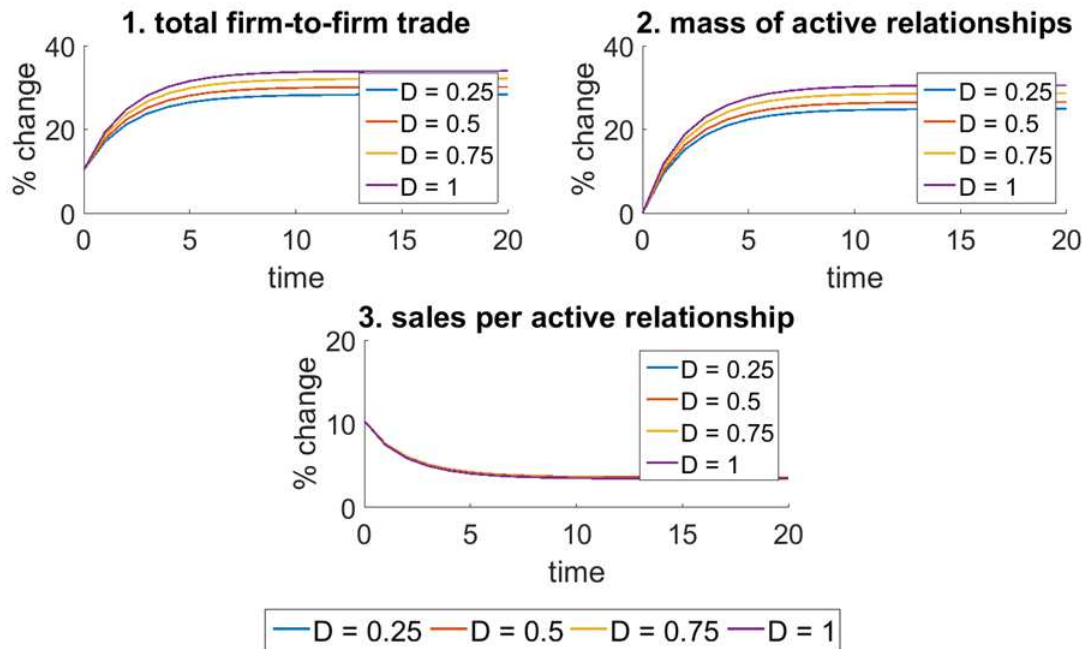 1. total firm-to-firm trade
40
20
0
% change
0 5 10 15 20
time
D = 0.25
D = 0.5
D = 0.75
D = 1
2. mass of active relationships
40
20
0
% change
0 5 10 15 20
time
D = 0.25
D = 0.5
D = 0.75
D = 1
3. sales per active relationship
20
10
0
% change
0 5 10 15 20
time
D = 0.25
D = 0.5
D = 0.75
D = 1
D = 0.25 D = 0.5 D = 0.75 D = 1